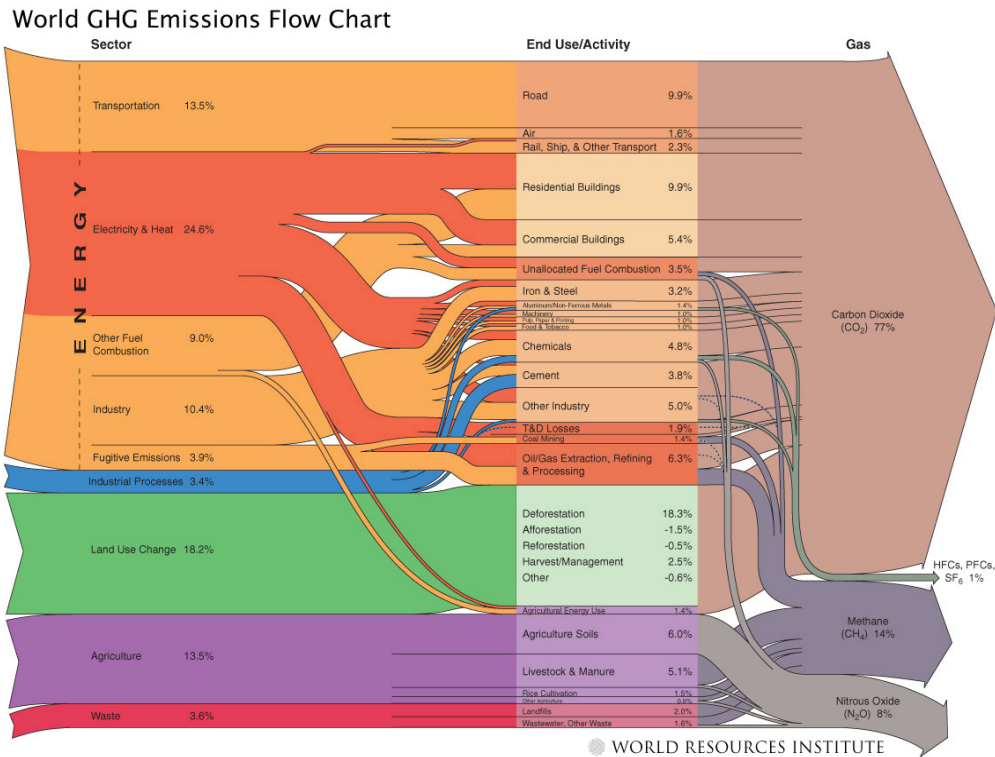 World GHG Emissions Flow Chart
Sector
End Use/Activity
Gas
ENERGY
Transportation 13.5%
Electricity & Heat 24.6%
Other Fuel
Combustion 9.0%
Industry 10.4%
Fugitive Emissions 3.9%
Industrial Processes 3.4%
Land Use Change 18.2%
Agriculture 13.5%
Waste 3.6%
Road 9.9%
Air 1.6%
Rail, Ship, & Other Transport 2.3%
Residential Buildings 9.9%
Commercial Buildings 5.4%
Unallocated Fuel Combustion 3.5%
Iron & Steel 3.2%
Aluminum/Non-Ferrous Metals 1.4%
Machinery 1.0%
Pulp, Paper & Printing 1.0%
Food & Tobacco 1.0%
Chemicals 4.8%
Cement 3.8%
Other Industry 5.0%
T&D Losses 1.9%
Coal Mining 1.4%
Oil/Gas Extraction, Refining 6.3%
& Processing
Deforestation 18.3%
Afforestation -1.5%
Reforestation -0.5%
Harvest/Management 2.5%
Other -0.6%
Agricultural Energy Use 1.4%
Agriculture Soils 6.0%
Livestock & Manure 5.1%
Rice Cultivation 1.5%
Other Agriculture 0.9%
Landfills 2.0%
Wastewater, Other Waste 1.6%
Carbon Dioxide
(CO₂) 77%
HFCs, PFCs,
SF₆ 1%
Methane
(CH₄) 14%
Nitrous Oxide
(N₂O) 8%
WORLD RESOURCES INSTITUTE